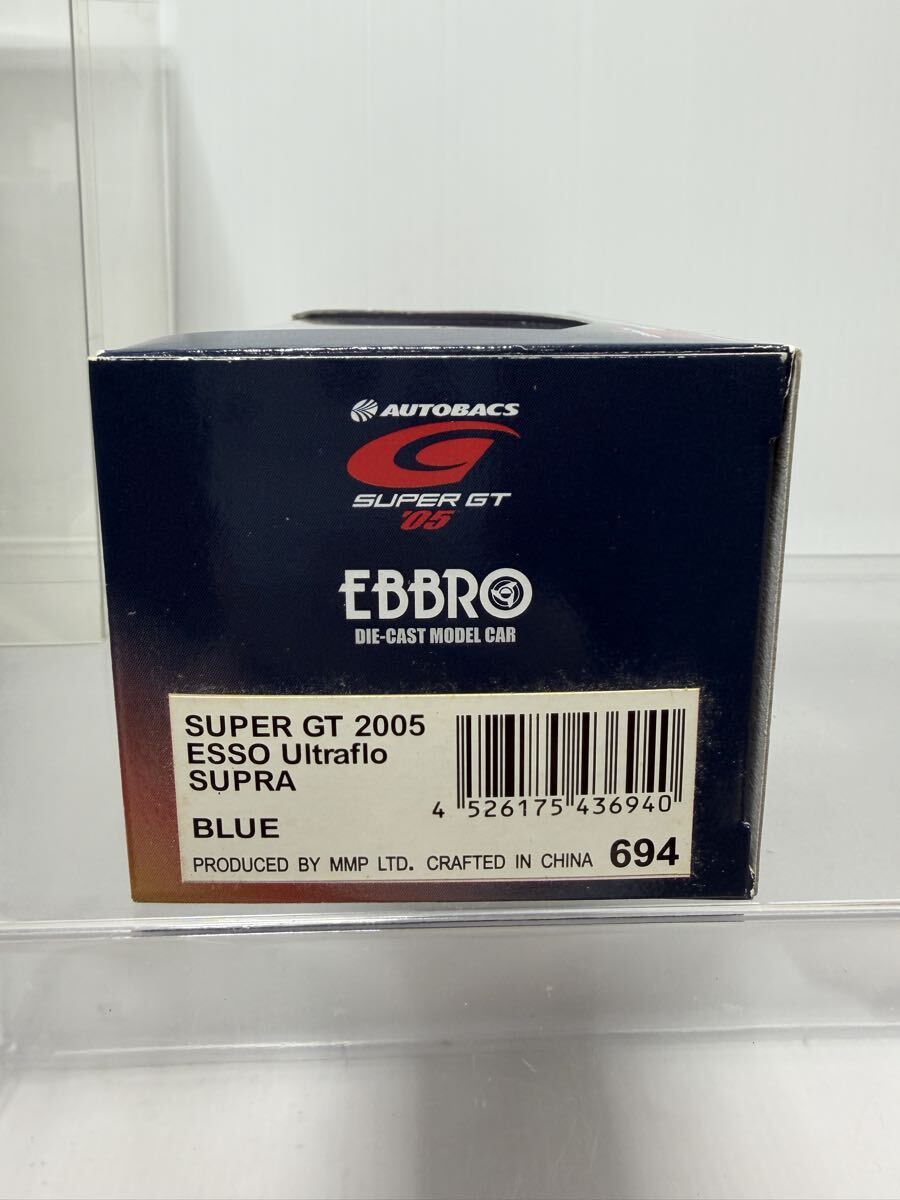 AUTOBACS
SUPER GT
'05
EBBRO
DIE-CAST MODEL CAR
SUPER GT 2005
ESSO Ultraflo
SUPRA
BLUE
4 526175 436940
PRODUCED BY MMP LTD. CRAFTED IN CHINA 694